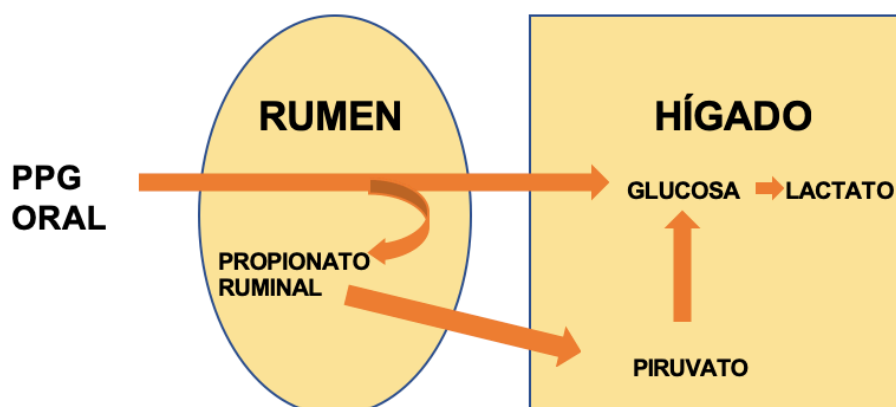 RUMEN
HÍGADO
PPG
ORAL
GLUCOSA
LACTATO
PROPIONATO
RUMINAL
PIRUVATO